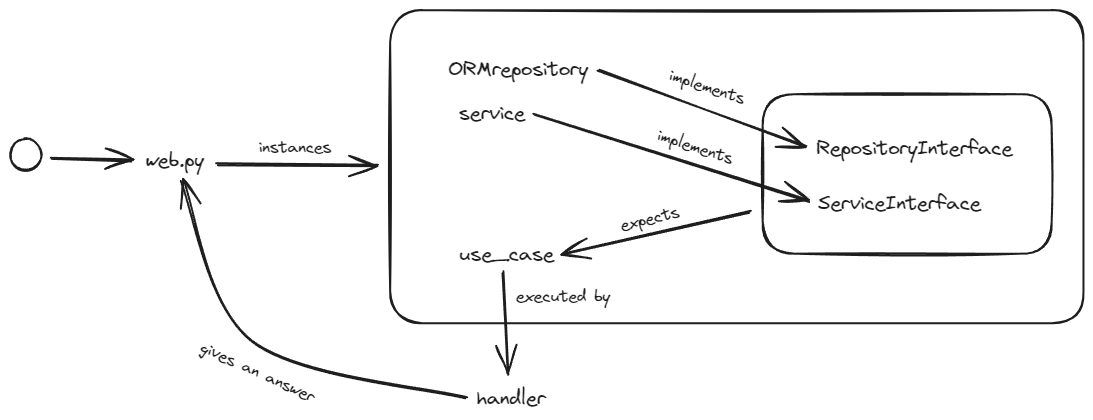 ORMrepository
implements
service
implements
web.py
instances
RepositoryInterface
ServiceInterface
expects
use_case
executed by
gives an answer
handler